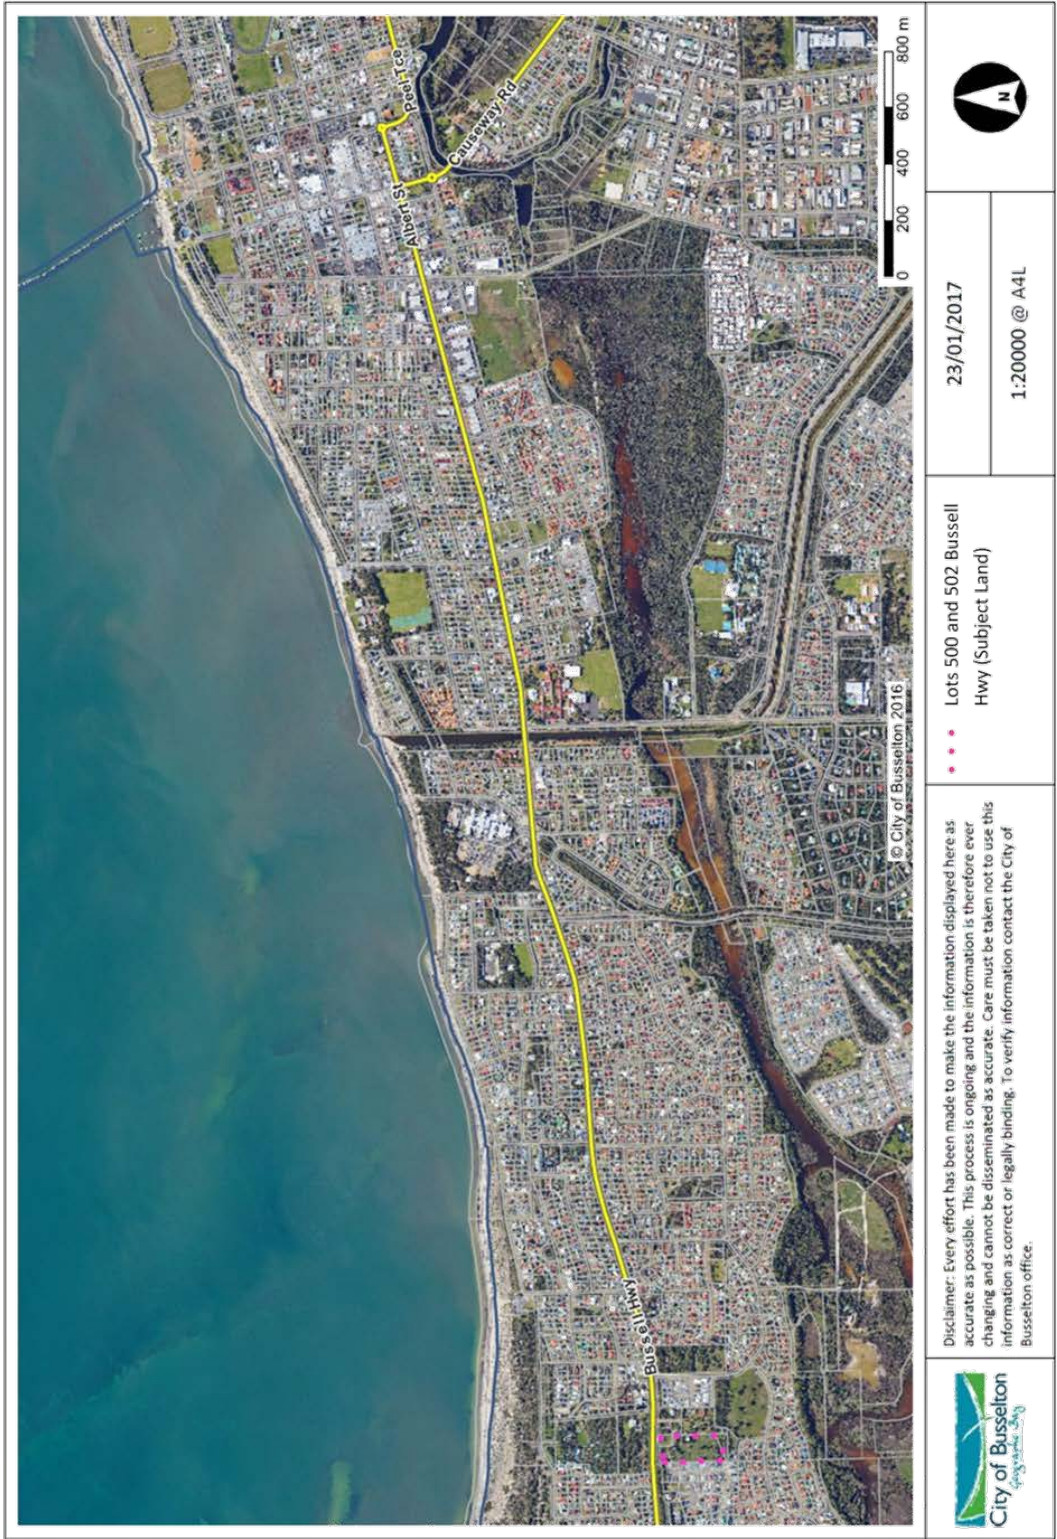 Peel Tce
Albert St
Causeway Rd
Bussell Hwy
0 200 400 600 800 m
© City of Busselton 2016
City of Busselton
Geographe Bay
Disclaimer: Every effort has been made to make the information displayed here as
accurate as possible. This process is ongoing and the information is therefore ever
changing and cannot be disseminated as accurate. Care must be taken not to use this
information as correct or legally binding. To verify information contact the City of
Busselton office.
Lots 500 and 502 Bussell
Hwy (Subject Land)
23/01/2017
1:20000 @ A4L
N